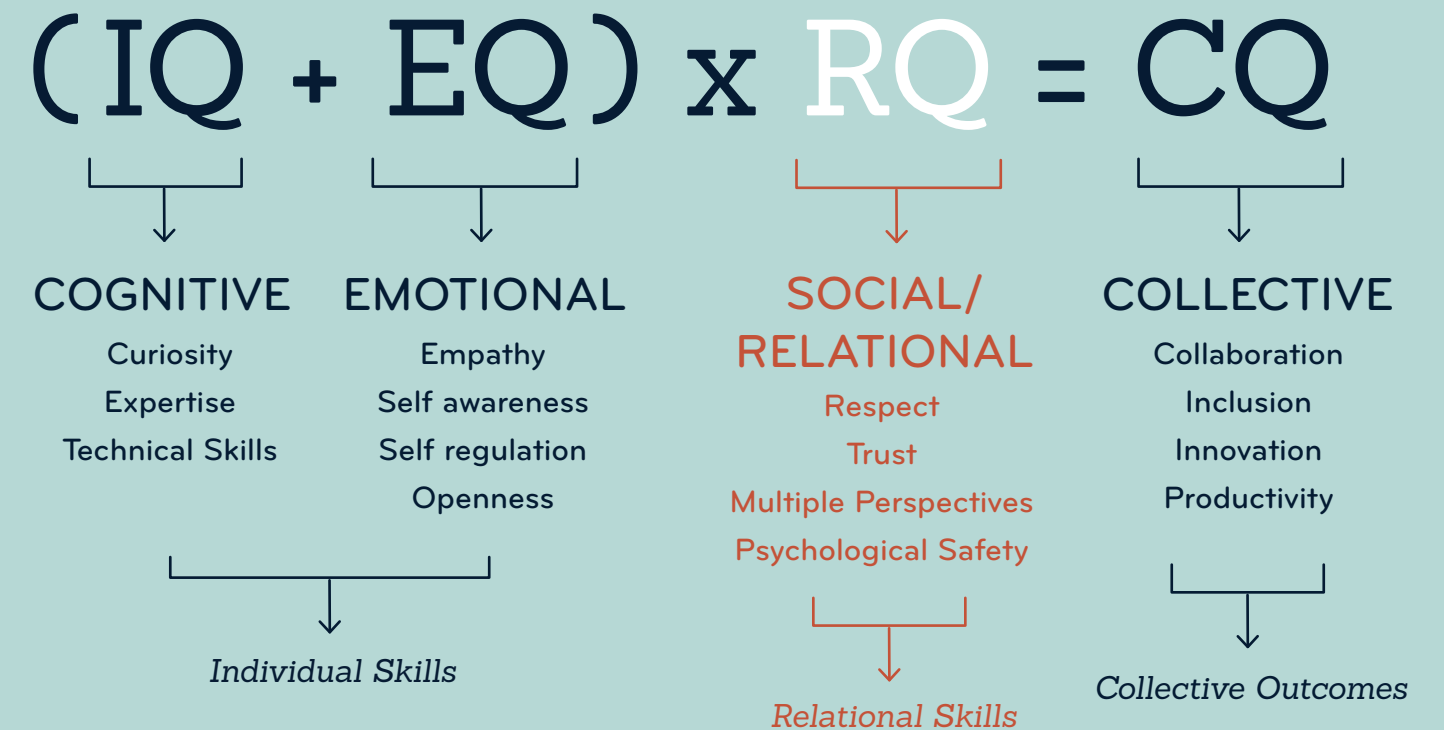 (IQ + EQ) x RQ = CQ
COGNITIVE
Curiosity
Expertise
Technical Skills
EMOTIONAL
Empathy
Self awareness
Self regulation
Openness
Individual Skills
SOCIAL/
RELATIONAL
Respect
Trust
Multiple Perspectives
Psychological Safety
Relational Skills
COLLECTIVE
Collaboration
Inclusion
Innovation
Productivity
Collective Outcomes